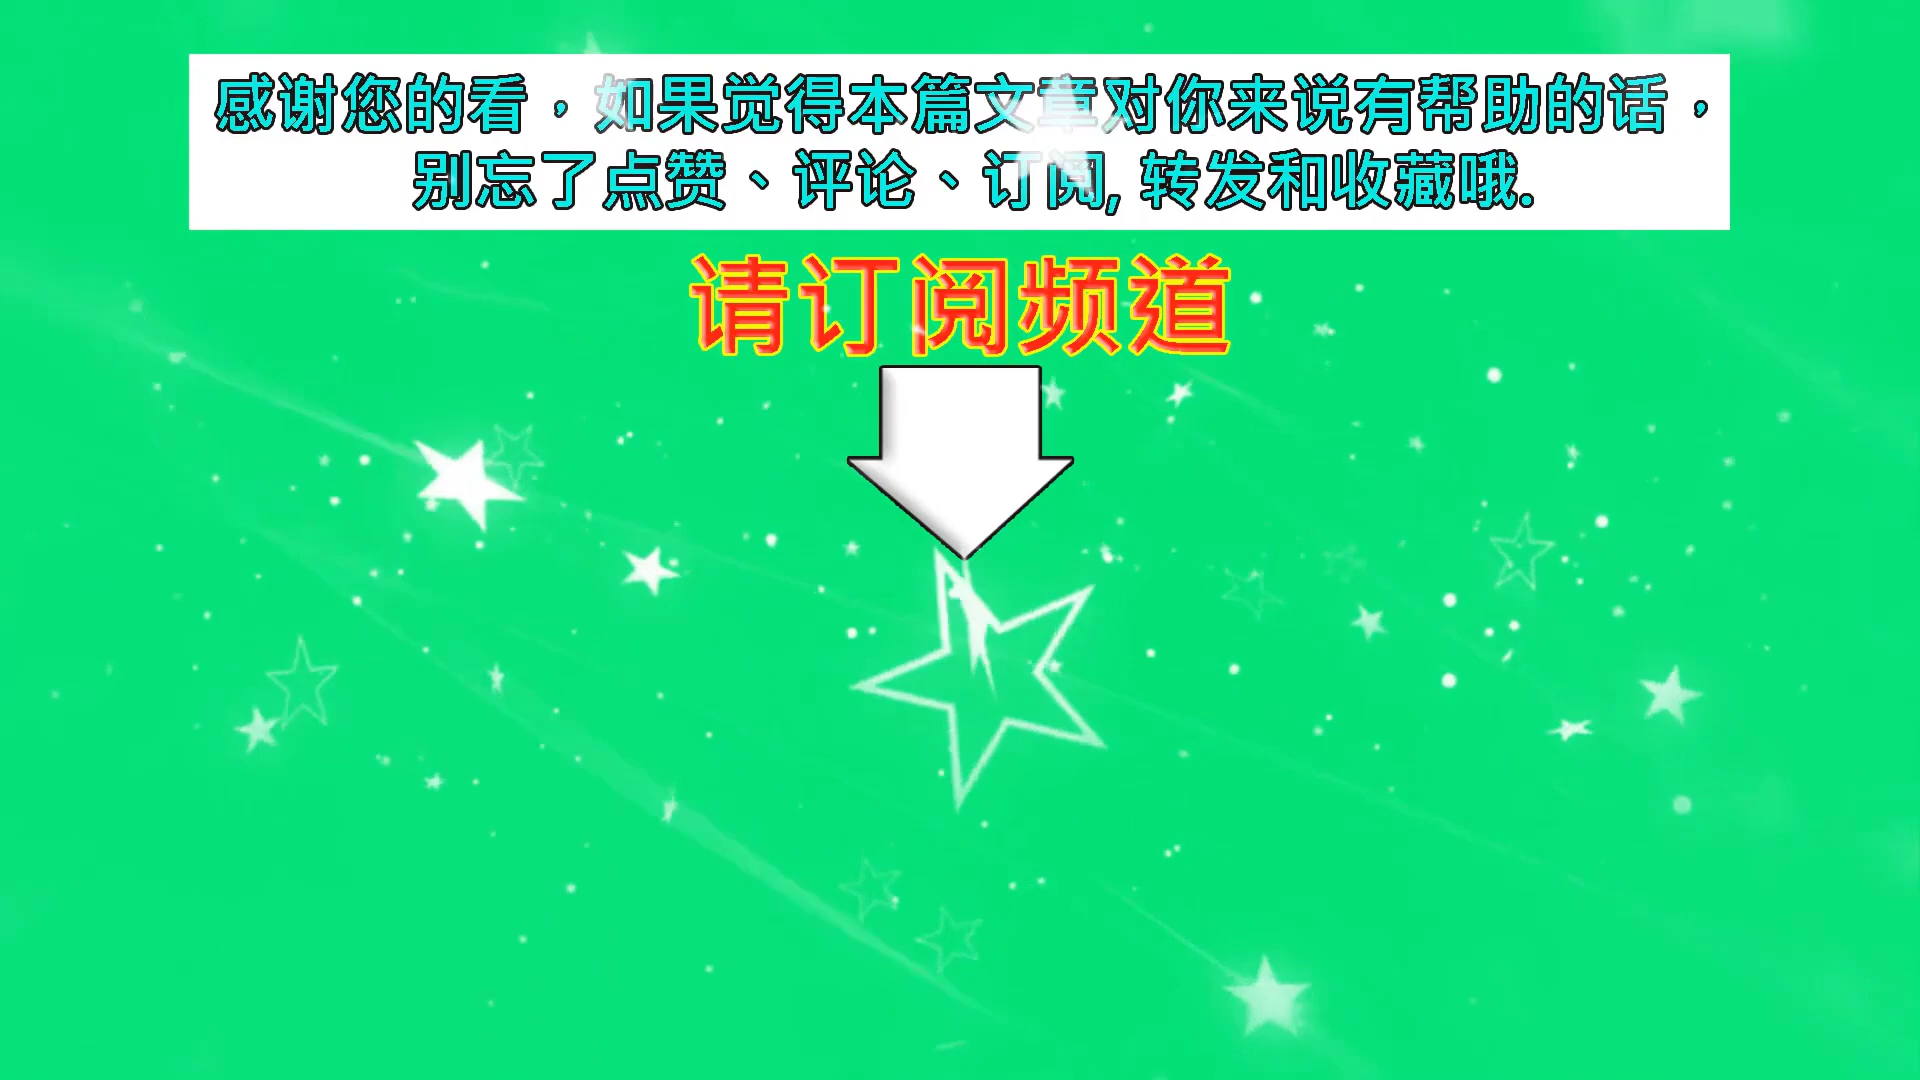 感谢您的看，如果觉得本篇文章对你来说有帮助的话，
别忘了点赞、评论、订阅, 转发和收藏哦.
请订阅频道